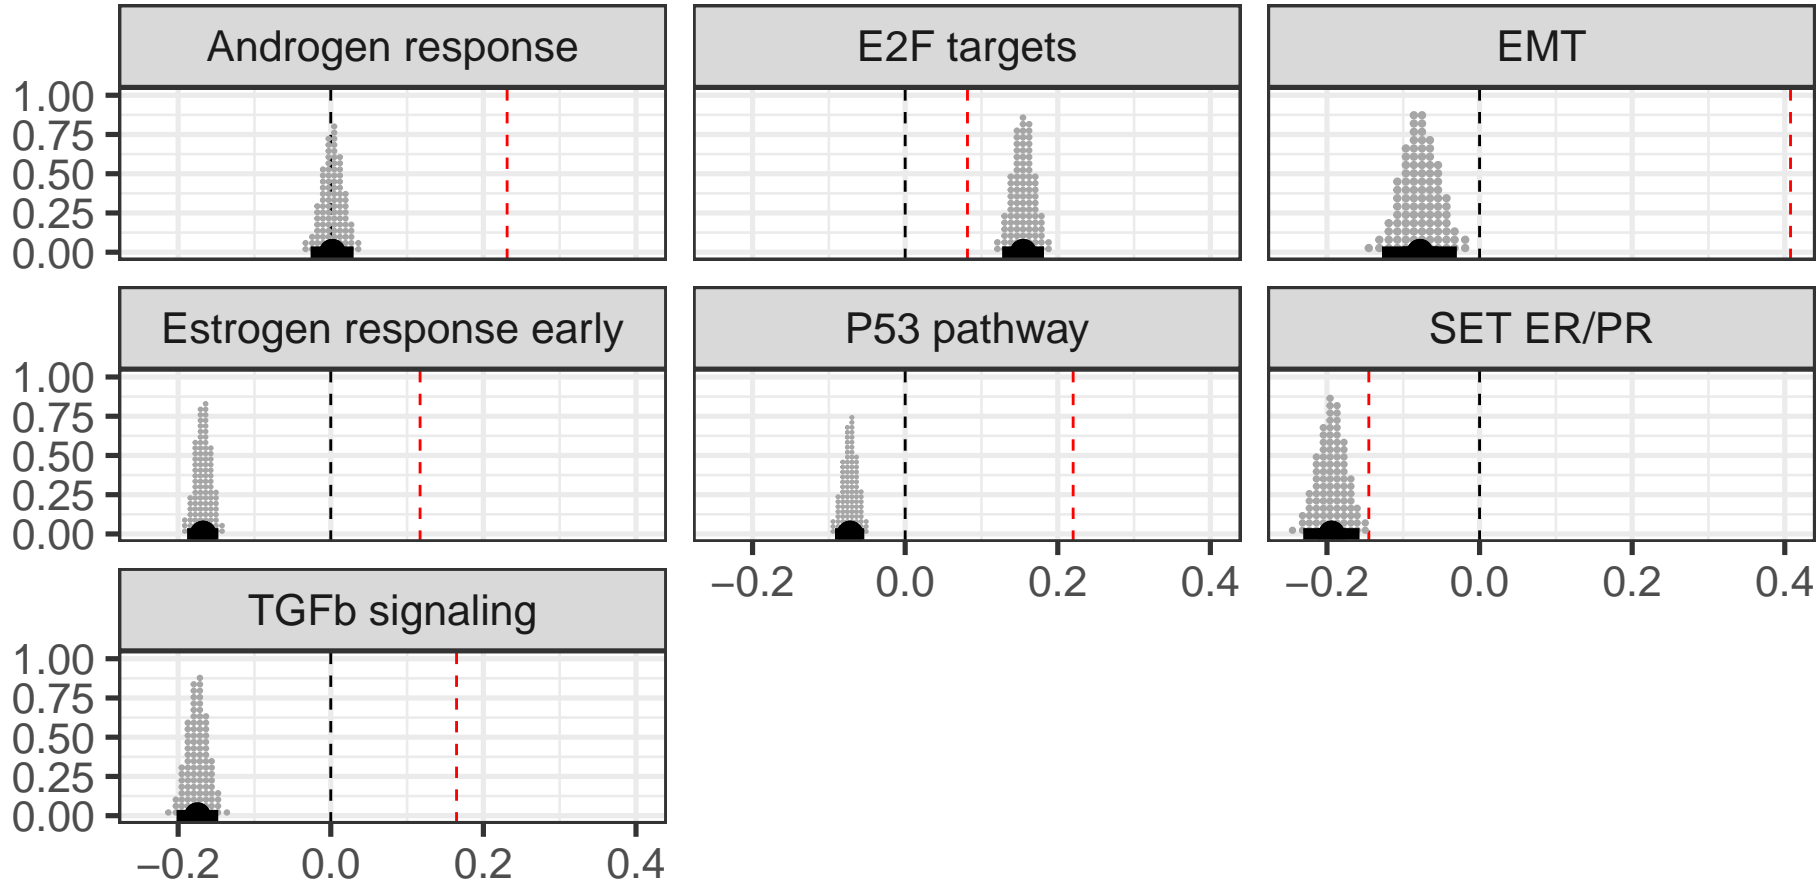 Androgen response
E2F targets
EMT
1.00
0.75
0.50
0.25
0.00
Estrogen response early
P53 pathway
SET ER/PR
1.00
0.75
0.50
0.25
0.00
−0.2 0.0 0.2 0.4
−0.2 0.0 0.2 0.4
TGFb signaling
1.00
0.75
0.50
0.25
0.00
−0.2 0.0 0.2 0.4